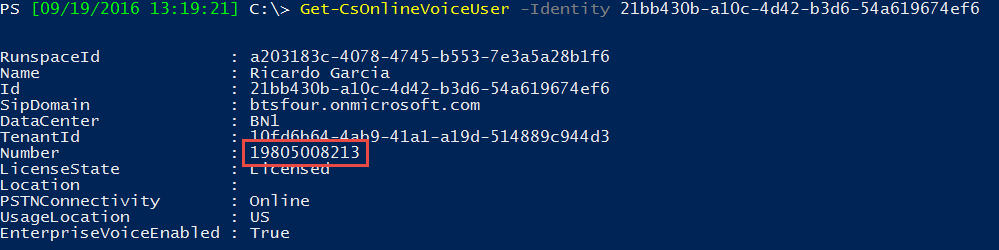 PS [09/19/2016 13:19:21] C:\> Get-CsOnlineVoiceUser -Identity 21bb430b-a10c-4d42-b3d6-54a619674ef6
RunspaceId : a203183c-4078-4745-b553-7e3a5a28b1f6
Name : Ricardo Garcia
Id : 21bb430b-a10c-4d42-b3d6-54a619674ef6
SipDomain : btsfour.onmicrosoft.com
DataCenter : BN1
TenantId : 10fd6b64-4ab9-41a1-a19d-514889c944d3
Number : 19805008213
LicenseState : Licensed
Location :
PSTNConnectivity : Online
UsageLocation : US
EnterpriseVoiceEnabled : True